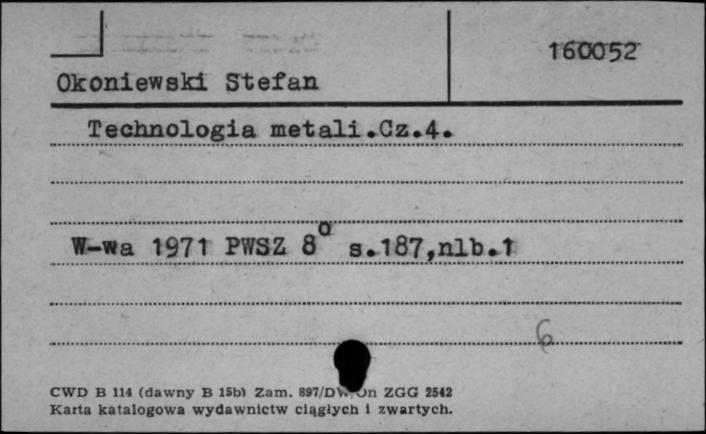 160052
Okoniewski Stefan
Technologia metali.Cz.4.
W-wa 1971 PWSZ 8° s.187,nlb.1
6
CWD B 114 (dawny B 15b) Zam. 897/DW/On ZGG 2542
Karta katalogowa wydawnictw ciągłych i zwartych.